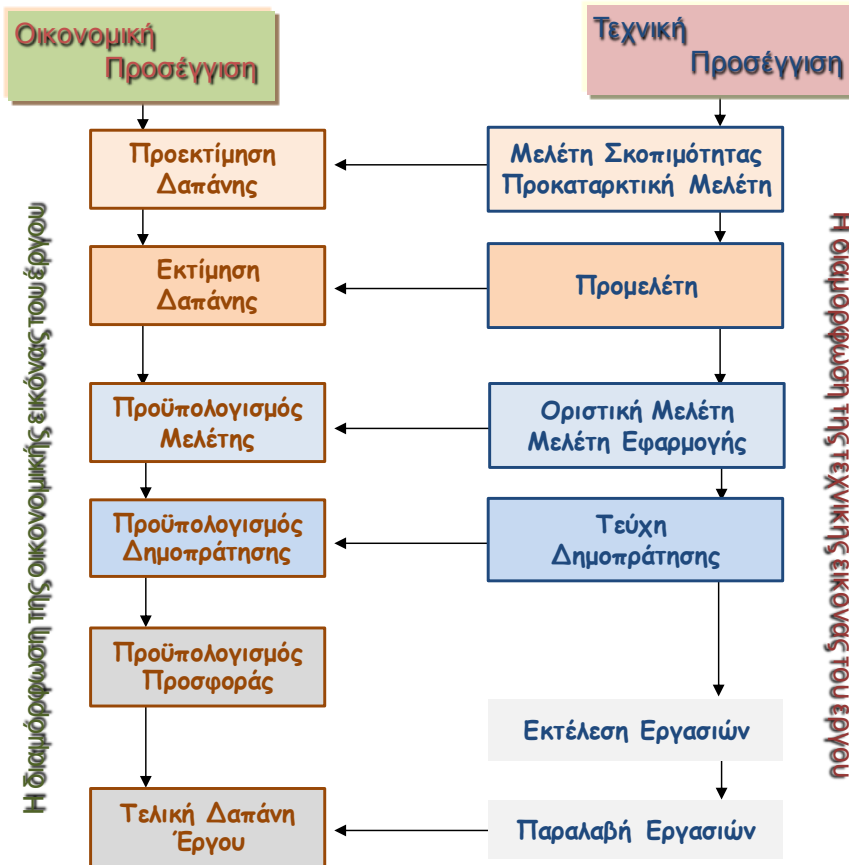 Οικονομική
Προσέγγιση
Τεχνική
Προσέγγιση
Προεκτίμηση
Δαπάνης
Μελέτη Σκοπιμότητας
Προκαταρκτική Μελέτη
Εκτίμηση
Δαπάνης
Προμελέτη
Προϋπολογισμός
Μελέτης
Οριστική Μελέτη
Μελέτη Εφαρμογής
Προϋπολογισμός
Δημοπράτησης
Τεύχη
Δημοπράτησης
Προϋπολογισμός
Προσφοράς
Εκτέλεση Εργασιών
Τελική Δαπάνη
Έργου
Παραλαβή Εργασιών
Η διαμόρφωση της οικονομικής εικόνας του έργου
Η διαμόρφωση της τεχνικής εικόνας του έργου